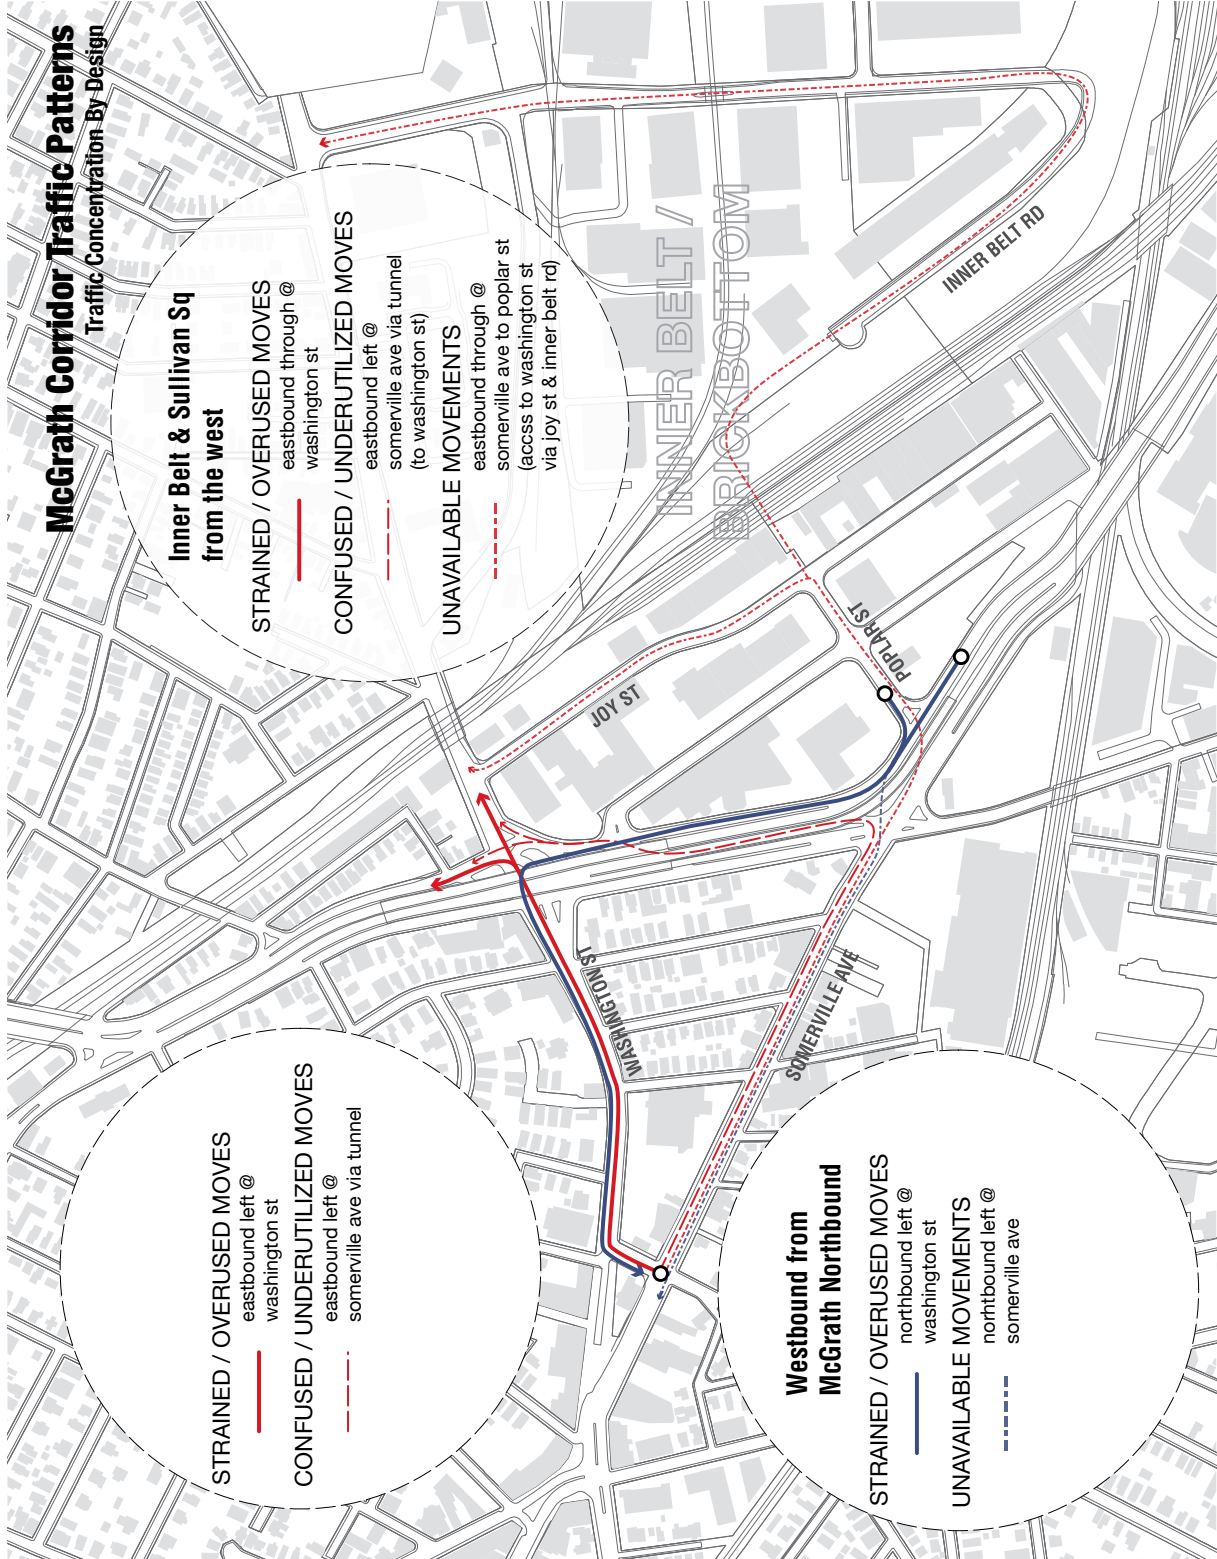 McGrath Corridor Traffic Patterns
Traffic Concentration By Design
Inner Belt & Sullivan Sq
from the west
STRAINED / OVERUSED MOVES
eastbound through @
washington st
CONFUSED / UNDERUTILIZED MOVES
eastbound left @
somerville ave via tunnel
(to washington st)
UNAVAILABLE MOVEMENTS
eastbound through @
somerville ave to poplar st
(accss to washington st
via joy st & inner belt rd)
STRAINED / OVERUSED MOVES
eastbound left @
washington st
CONFUSED / UNDERUTILIZED MOVES
eastbound left @
somerville ave via tunnel
Westbound from
McGrath Northbound
STRAINED / OVERUSED MOVES
northbound left @
washington st
UNAVAILABLE MOVEMENTS
norhtbound left @
somerville ave
INNER BELT /
BRICKBOTTOM
INNER BELT RD
JOY ST
POPLAR ST
WASHINGTON ST
SOMERVILLE AVE